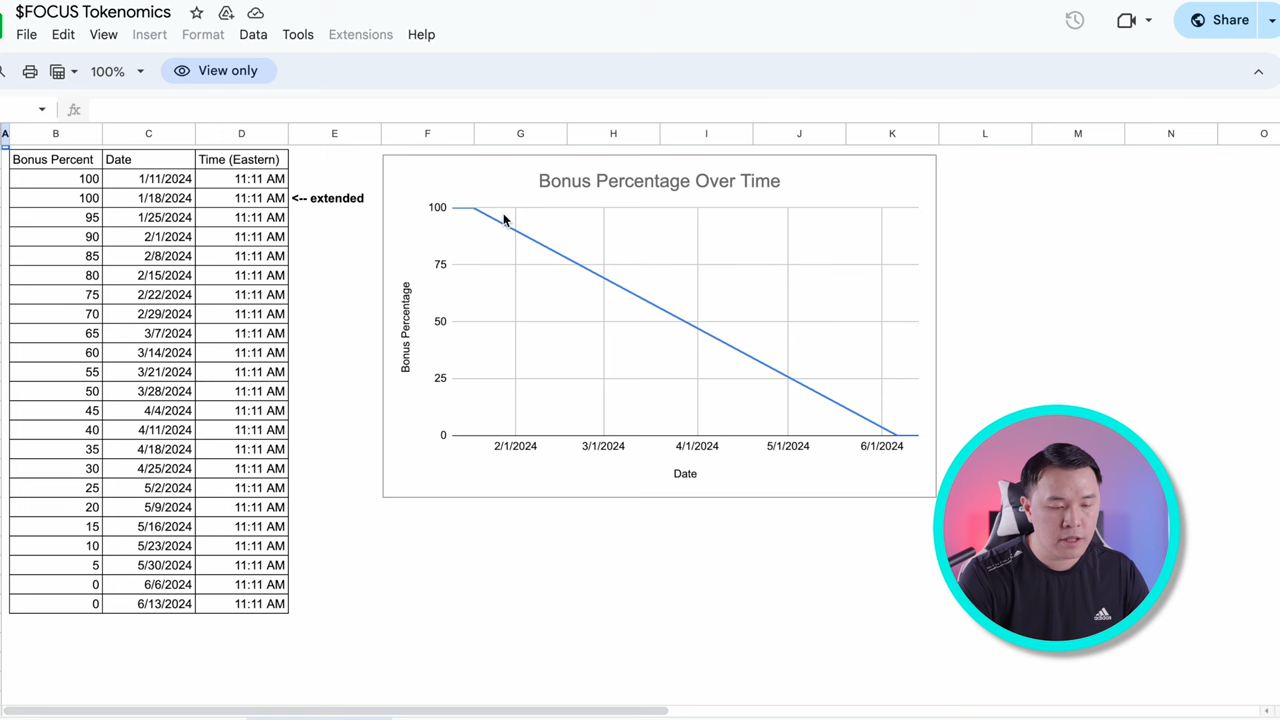 $FOCUS Tokenomics
File Edit View Insert Format Data Tools Extensions Help
Share
100%
View only
fx
A B C D E F G H I J K L M N O
Bonus Percent Date Time (Eastern)
100 1/11/2024 11:11 AM
100 1/18/2024 11:11 AM <-- extended
95 1/25/2024 11:11 AM
90 2/1/2024 11:11 AM
85 2/8/2024 11:11 AM
80 2/15/2024 11:11 AM
75 2/22/2024 11:11 AM
70 2/29/2024 11:11 AM
65 3/7/2024 11:11 AM
60 3/14/2024 11:11 AM
55 3/21/2024 11:11 AM
50 3/28/2024 11:11 AM
45 4/4/2024 11:11 AM
40 4/11/2024 11:11 AM
35 4/18/2024 11:11 AM
30 4/25/2024 11:11 AM
25 5/2/2024 11:11 AM
20 5/9/2024 11:11 AM
15 5/16/2024 11:11 AM
10 5/23/2024 11:11 AM
5 5/30/2024 11:11 AM
0 6/6/2024 11:11 AM
0 6/13/2024 11:11 AM
Bonus Percentage Over Time
Bonus Percentage
100
75
50
25
0
2/1/2024 3/1/2024 4/1/2024 5/1/2024 6/1/2024
Date
adidas